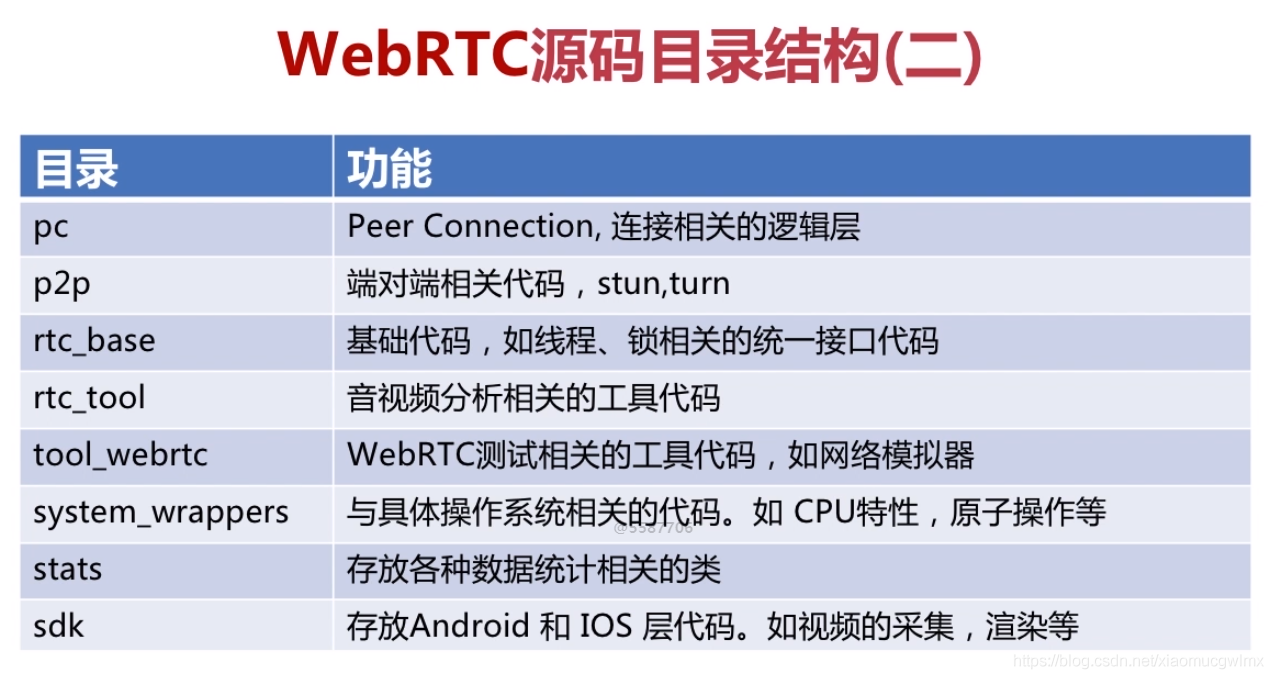 WebRTC源码目录结构(二)
目录 功能
pc Peer Connection, 连接相关的逻辑层
p2p 端对端相关代码，stun,turn
rtc_base 基础代码，如线程、锁相关的统一接口代码
rtc_tool 音视频分析相关的工具代码
tool_webrtc WebRTC测试相关的工具代码，如网络模拟器
system_wrappers 与具体操作系统相关的代码。如 CPU特性，原子操作等
@5587706
stats 存放各种数据统计相关的类
sdk 存放Android 和 IOS 层代码。如视频的采集，渲染等
https://blog.csdn.net/xiaomucgwlmx